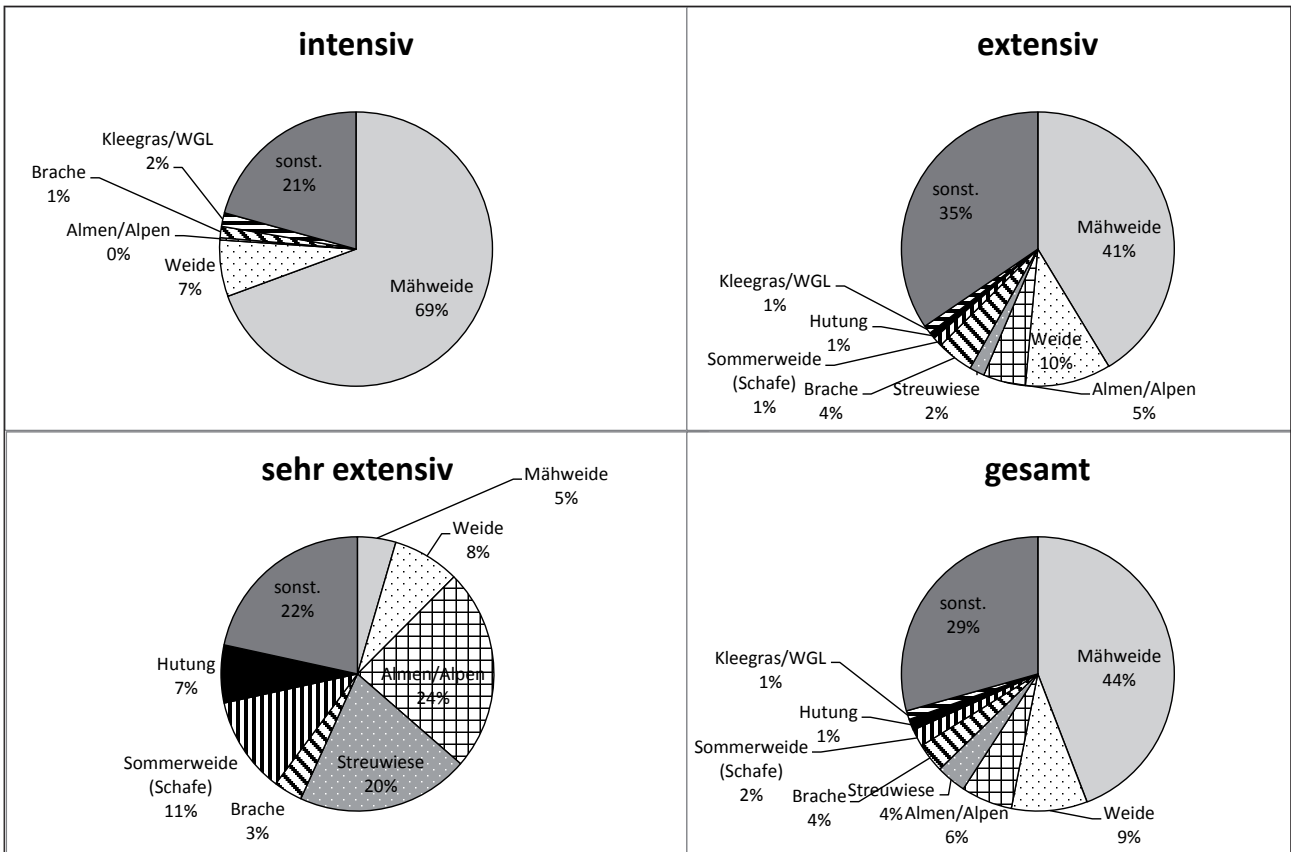 intensiv
Kleegras/WGL
2%
Brache
1%
Almen/Alpen
0%
Weide
7%
sonst.
21%
Mähweide
69%
extensiv
sonst.
35%
Mähweide
41%
Kleegras/WGL
1%
Hutung
1%
Sommerweide
(Schafe)
1%
Brache
4%
Streuwiese
2%
Weide
10%
Almen/Alpen
5%
sehr extensiv
Mähweide
5%
Weide
8%
sonst.
22%
Almen/Alpen
24%
Hutung
7%
Streuwiese
20%
Sommerweide
(Schafe)
11%
Brache
3%
gesamt
sonst.
29%
Mähweide
44%
Kleegras/WGL
1%
Hutung
1%
Sommerweide
(Schafe)
2%
Brache
4%
Streuwiese
4%
Almen/Alpen
6%
Weide
9%